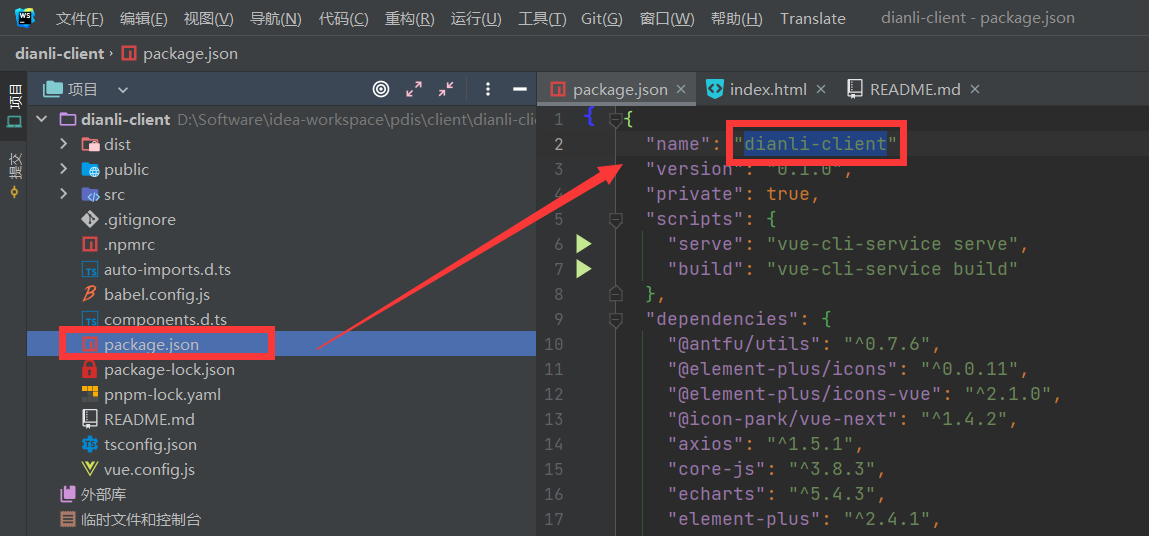 WS 文件(F) 编辑(E) 视图(V) 导航(N) 代码(C) 重构(R) 运行(U) 工具(T) Git(G) 窗口(W) 帮助(H) Translate dianli-client - package.json
dianli-client › package.json
项目
package.json × index.html × README.md ×
项目
提交
dianli-client D:\Software\idea-workspace\pdis\client\dianli-cli
dist
public
src
.gitignore
.npmrc
auto-imports.d.ts
babel.config.js
components.d.ts
package.json
package-lock.json
pnpm-lock.yaml
README.md
tsconfig.json
vue.config.js
外部库
临时文件和控制台
1 {
2 "name": "dianli-client"
3 "version": "0.1.0",
4 "private": true,
5 "scripts": {
6 "serve": "vue-cli-service serve",
7 "build": "vue-cli-service build"
8 },
9 "dependencies": {
10 "@antfu/utils": "^0.7.6",
11 "@element-plus/icons": "^0.0.11",
12 "@element-plus/icons-vue": "^2.1.0",
13 "@icon-park/vue-next": "^1.4.2",
14 "axios": "^1.5.1",
15 "core-js": "^3.8.3",
16 "echarts": "^5.4.3",
17 "element-plus": "^2.4.1",